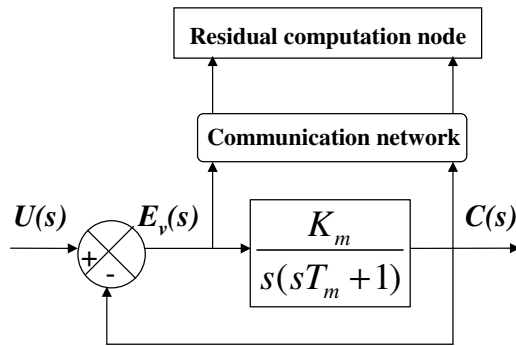 Residual computation node
Communication network
U(s)
E_v(s)
C(s)
+
-
K_m
s(sT_m + 1)